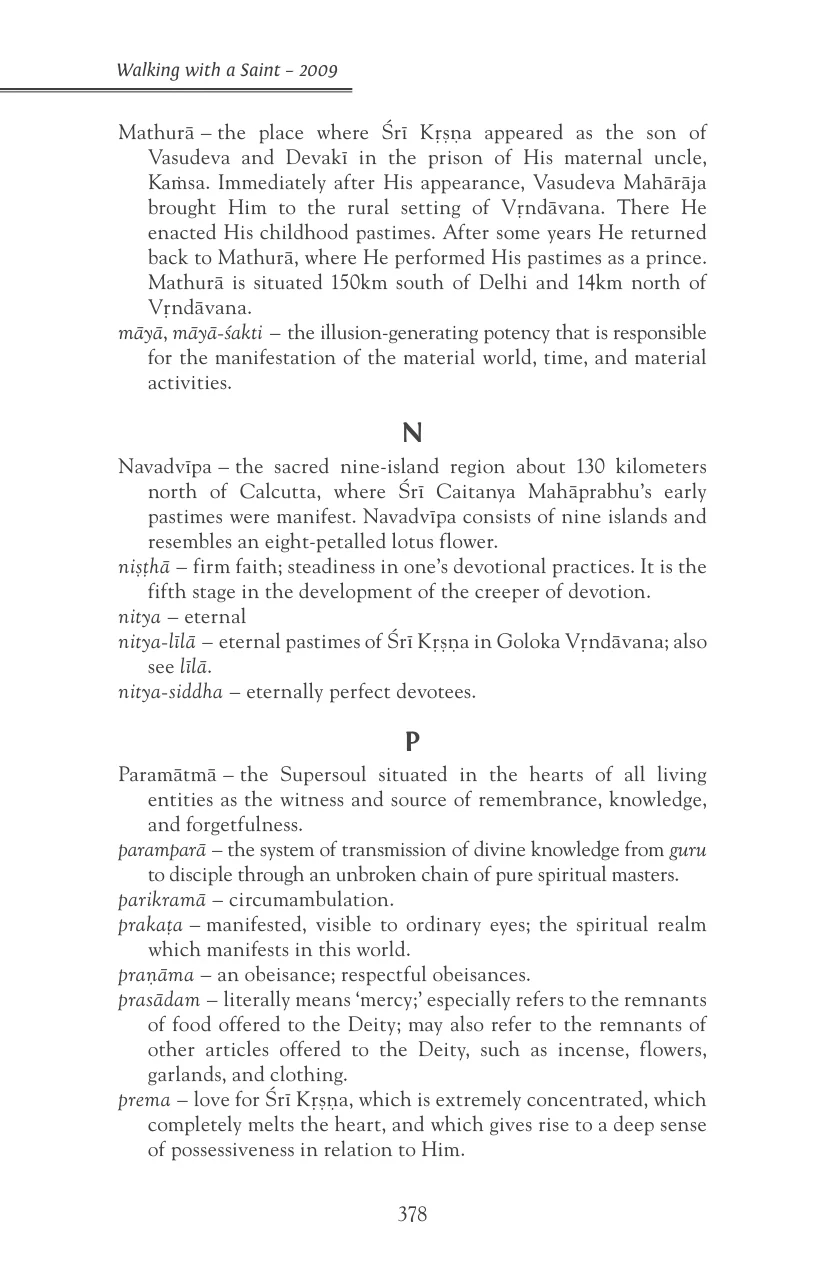 Walking with a Saint – 2009
Mathurā – the place where Śrī Kṛṣṇa appeared as the son of
Vasudeva and Devakī in the prison of His maternal uncle,
Kaṁsa. Immediately after His appearance, Vasudeva Mahārāja
brought Him to the rural setting of Vṛndāvana. There He
enacted His childhood pastimes. After some years He returned
back to Mathurā, where He performed His pastimes as a prince.
Mathurā is situated 150km south of Delhi and 14km north of
Vṛndāvana.
māyā, māyā-śakti – the illusion-generating potency that is responsible
for the manifestation of the material world, time, and material
activities.
N
Navadvīpa – the sacred nine-island region about 130 kilometers
north of Calcutta, where Śrī Caitanya Mahāprabhu’s early
pastimes were manifest. Navadvīpa consists of nine islands and
resembles an eight-petalled lotus flower.
niṣṭhā – firm faith; steadiness in one’s devotional practices. It is the
fifth stage in the development of the creeper of devotion.
nitya – eternal
nitya-līlā – eternal pastimes of Śrī Kṛṣṇa in Goloka Vṛndāvana; also
see līlā.
nitya-siddha – eternally perfect devotees.
P
Paramātmā – the Supersoul situated in the hearts of all living
entities as the witness and source of remembrance, knowledge,
and forgetfulness.
paramparā – the system of transmission of divine knowledge from guru
to disciple through an unbroken chain of pure spiritual masters.
parikramā – circumambulation.
prakaṭa – manifested, visible to ordinary eyes; the spiritual realm
which manifests in this world.
praṇāma – an obeisance; respectful obeisances.
prasādam – literally means ‘mercy;’ especially refers to the remnants
of food offered to the Deity; may also refer to the remnants of
other articles offered to the Deity, such as incense, flowers,
garlands, and clothing.
prema – love for Śrī Kṛṣṇa, which is extremely concentrated, which
completely melts the heart, and which gives rise to a deep sense
of possessiveness in relation to Him.
378